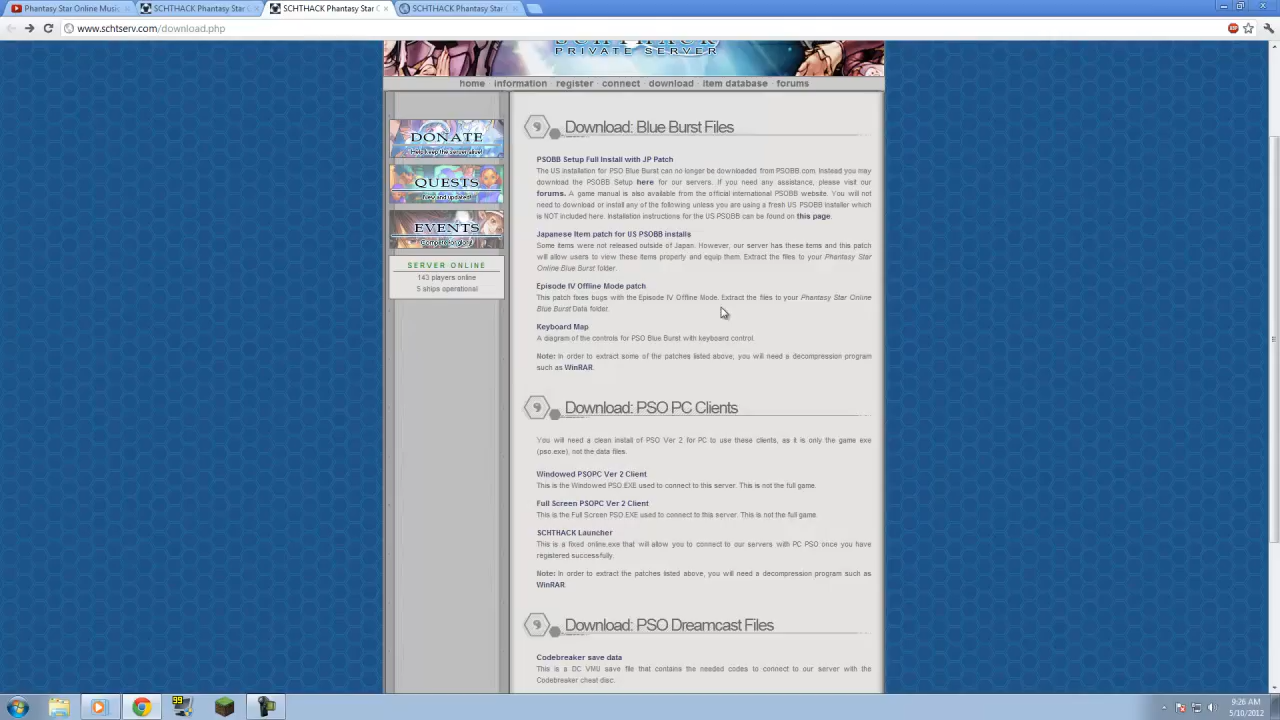 Phantasy Star Online Music
SCHTHACK Phantasy Star
SCHTHACK Phantasy Star
SCHTHACK Phantasy Star
www.schtserv.com/download.php
PRIVATE SERVER
home information register connect download item database forums
DONATE
Help keep the server alive!
QUESTS
New and updated!
EVENTS
SERVER ONLINE
143 players online
5 ships operational
Download: Blue Burst Files
PSOBB Setup Full Install with JP Patch
The US installation for PSO Blue Burst can no longer be downloaded from PSOBB.com. Instead you may
download the PSOBB Setup here for our servers. If you need any assistance, please visit our
forums. A game manual is also available from the official international PSOBB website. You will not
need to download or install any of the following unless you are using a fresh US PSOBB installer which
is NOT included here. Installation instructions for the US PSOBB can be found on this page.
Japanese Item patch for US PSOBB installs
Some items were not released outside of Japan. However, our server has these items and this patch
will allow users to view these items properly and equip them. Extract the files to your Phantasy Star
Online Blue Burst folder.
Episode IV Offline Mode patch
This patch fixes bugs with the Episode IV Offline Mode. Extract the files to your Phantasy Star Online
Blue Burst Data folder.
Keyboard Map
A diagram of the controls for PSO Blue Burst with keyboard control.
Note: In order to extract some of the patches listed above, you will need a decompression program
such as WinRAR.
Download: PSO PC Clients
You will need a clean install of PSO Ver 2 for PC to use these clients, as it is only the game exe
(pso.exe), not the data files.
Windowed PSOPC Ver 2 Client
This is the Windowed PSO.EXE used to connect to this server. This is not the full game.
Full Screen PSOPC Ver 2 Client
This is the Full Screen PSO.EXE used to connect to this server. This is not the full game.
SCHTHACK Launcher
This is a fixed online.exe that will allow you to connect to our servers with PC PSO once you have
registered successfully.
Note: In order to extract the patches listed above, you will need a decompression program such as
WinRAR.
Download: PSO Dreamcast Files
Codebreaker save data
This is a DC VMU save file that contains the needed codes to connect to our server with the
Codebreaker cheat disc.
9:26 AM
5/10/2012